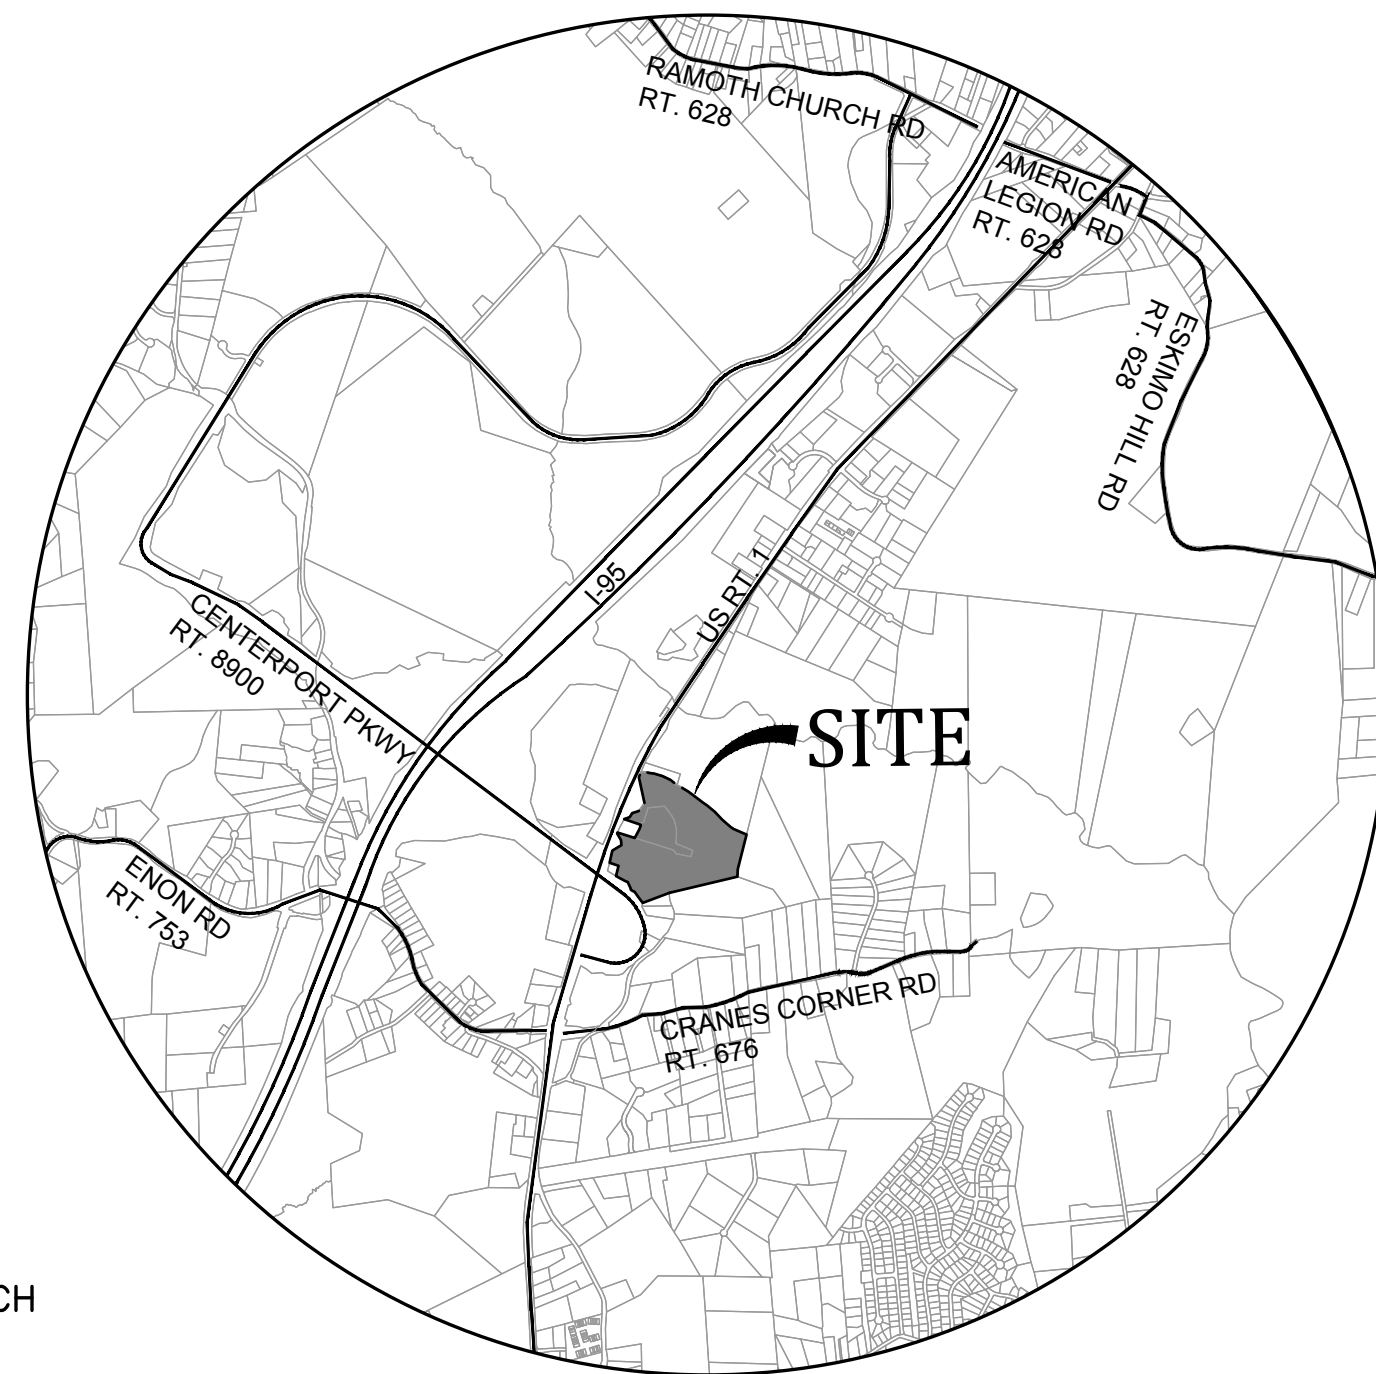 RAMOTH CHURCH RD
RT. 628
AMERICAN
LEGION RD
RT. 628
ESKIMO HILL RD
RT. 628
I-95
US RT. 1
CENTERPORT PKWY
RT. 8900
SITE
ENON RD
RT. 753
CRANES CORNER RD
RT. 676
CH